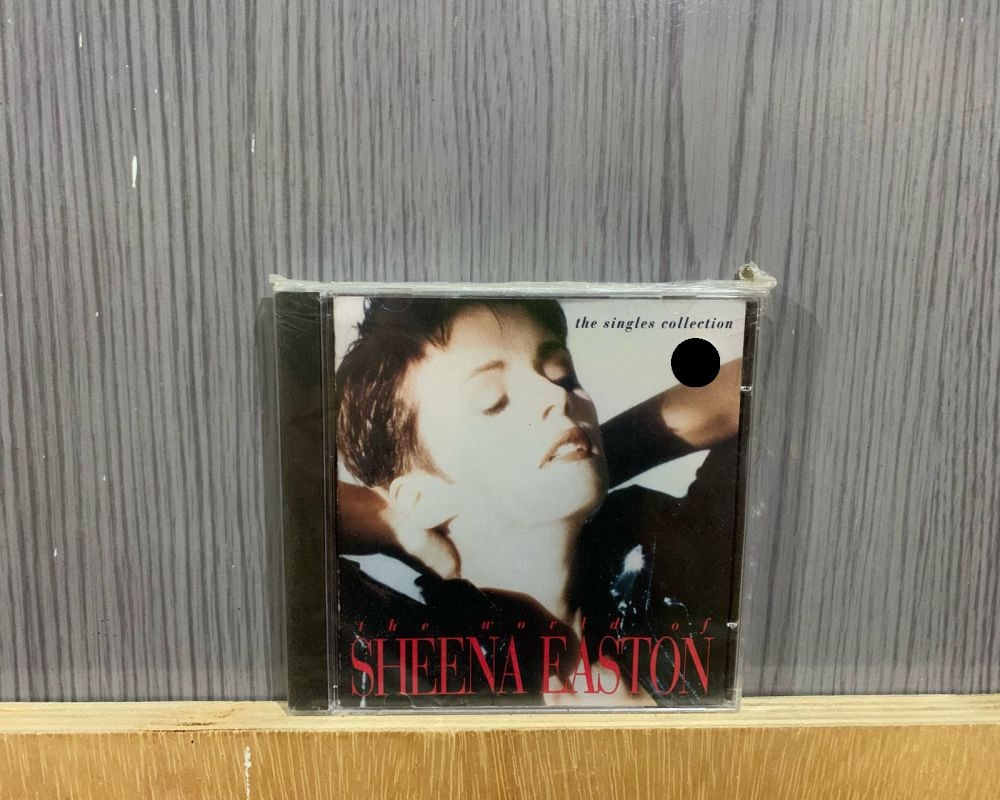 the singles collection
the world of
SHEENA EASTON